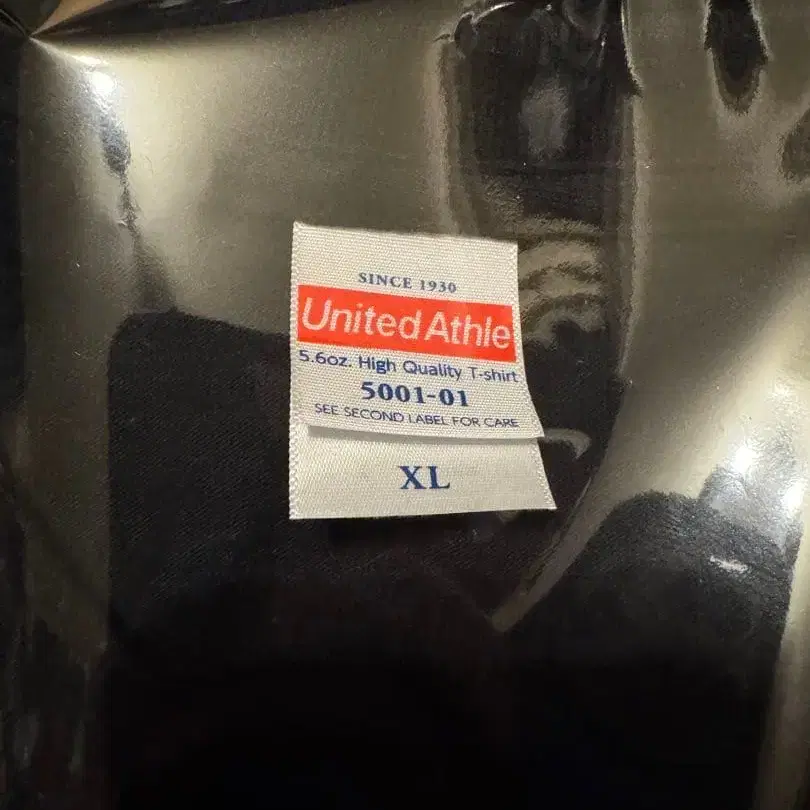 SINCE 1930
United Athle
5.6oz. High Quality T-shirt
5001-01
SEE SECOND LABEL FOR CARE
XL